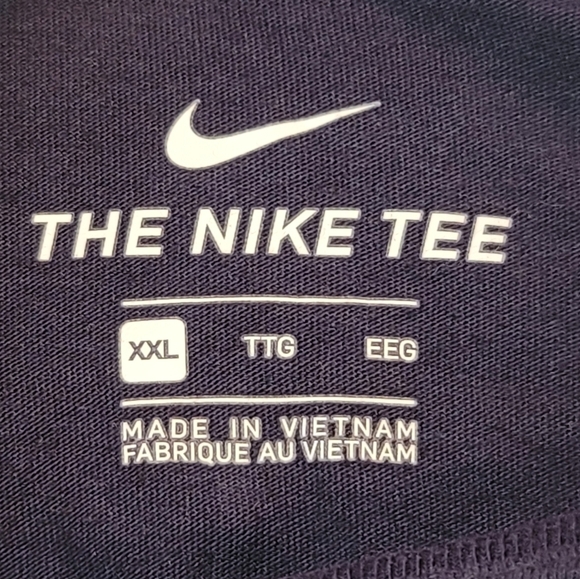 THE NIKE TEE
XXL TTG EEG
MADE IN VIETNAM
FABRIQUE AU VIETNAM